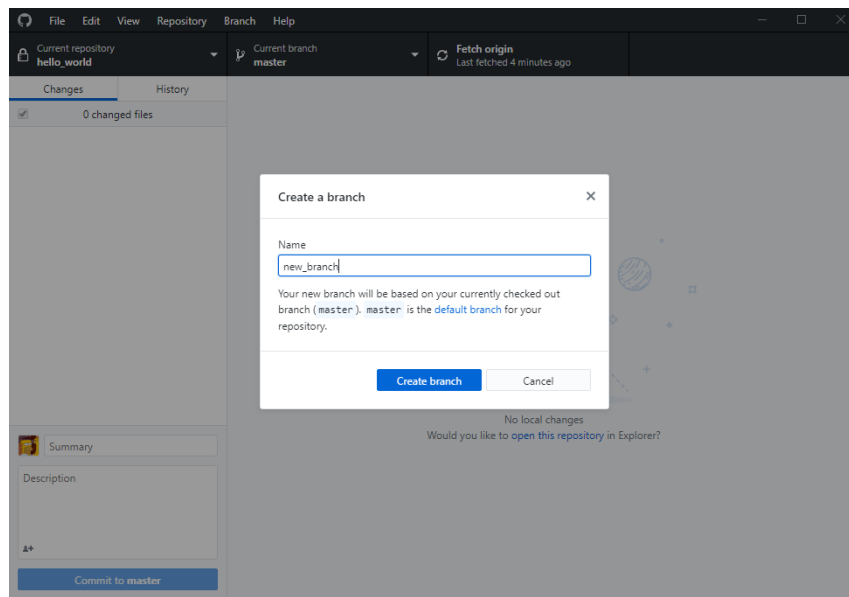 File Edit View Repository Branch Help
Current repository
hello_world
Current branch
master
Fetch origin
Last fetched 4 minutes ago
Changes History
0 changed files
Create a branch
Name
new_branch
Your new branch will be based on your currently checked out
branch (master). master is the default branch for your
repository.
Create branch Cancel
No local changes
Would you like to open this repository in Explorer?
Summary
Description
Commit to master